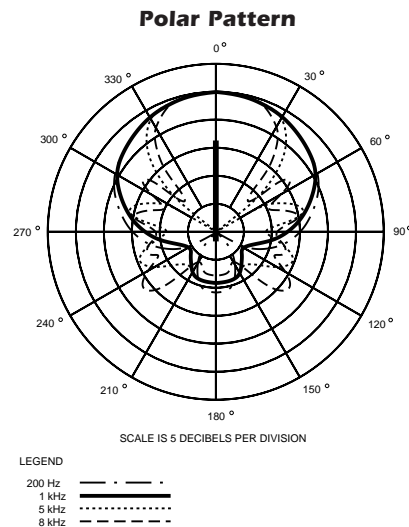 Polar Pattern
0 °
330 °
30 °
300 °
60 °
270 °
90 °
240 °
120 °
210 °
150 °
180 °
SCALE IS 5 DECIBELS PER DIVISION
LEGEND
200 Hz
1 kHz
5 kHz
8 kHz